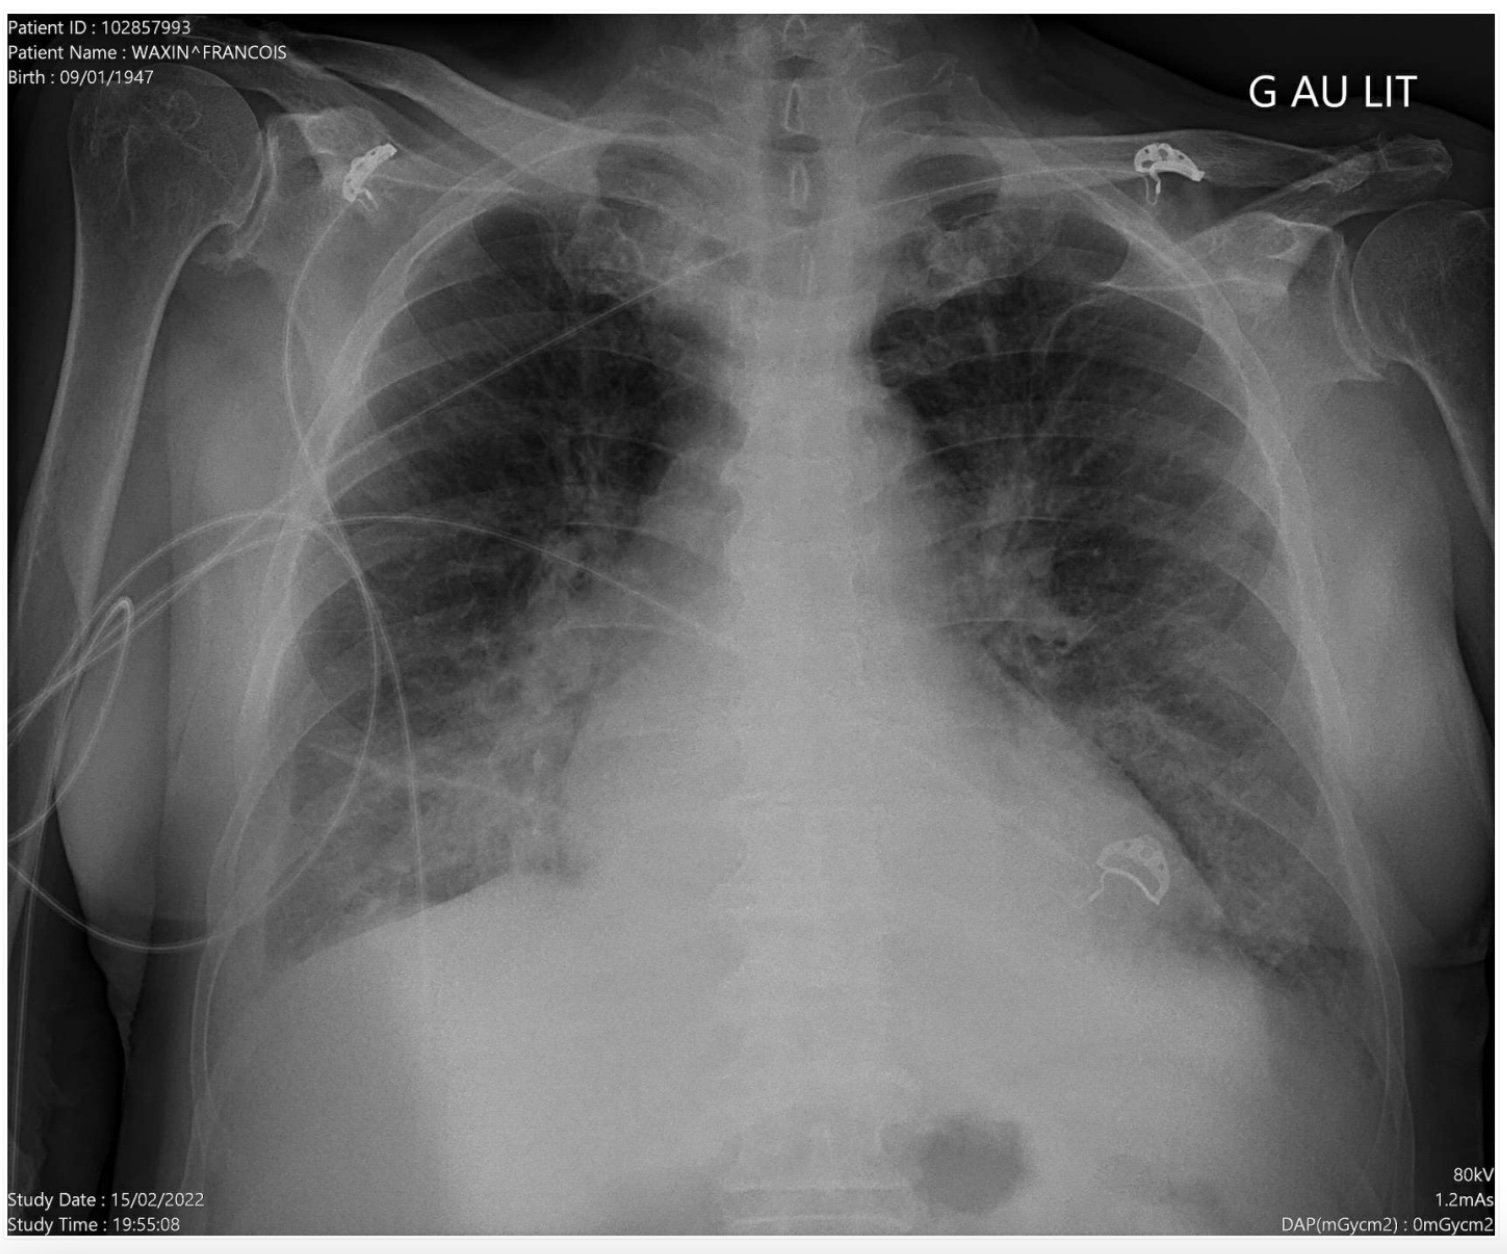 Patient ID : 102857993
Patient Name : WAXIN^FRANCOIS
Birth : 09/01/1947
G AU LIT
Study Date : 15/02/2022
Study Time : 19:55:08
80kV
1.2mAs
DAP(mGycm2) : 0mGycm2